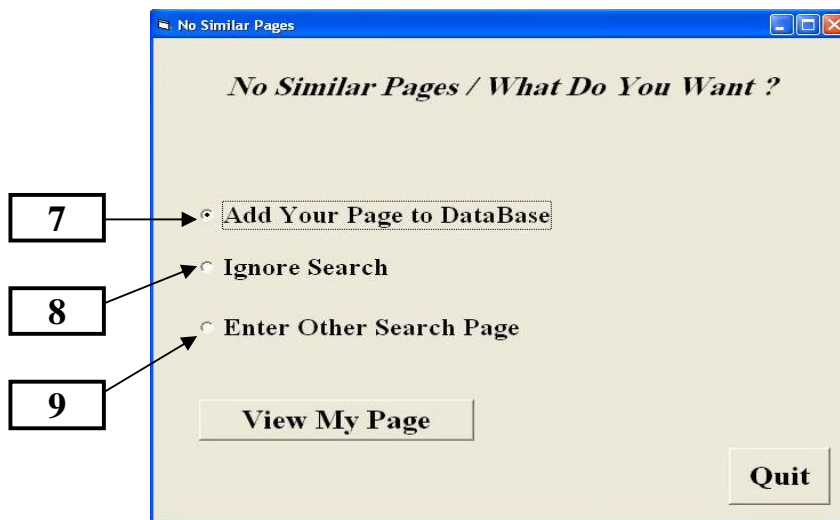 No Similar Pages
No Similar Pages / What Do You Want ?
7
Add Your Page to DataBase
8
Ignore Search
Enter Other Search Page
9
View My Page
Quit